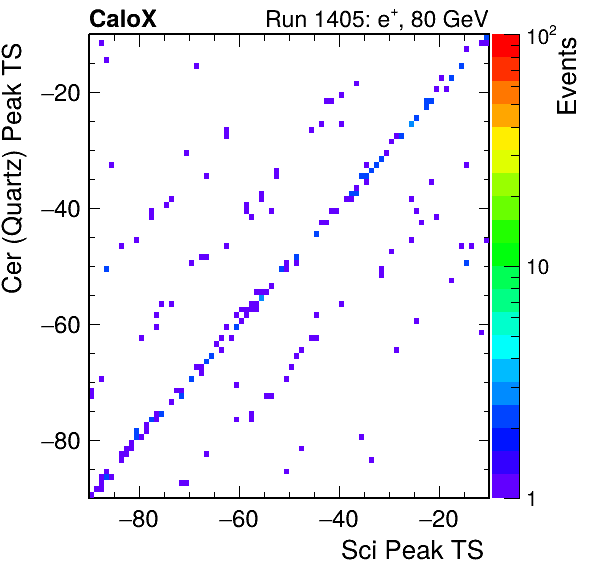 CaloX Run 1405: e⁺, 80 GeV
Cer (Quartz) Peak TS
−20
−40
−60
−80
−80 −60 −40 −20
Sci Peak TS
10²
10
1
Events